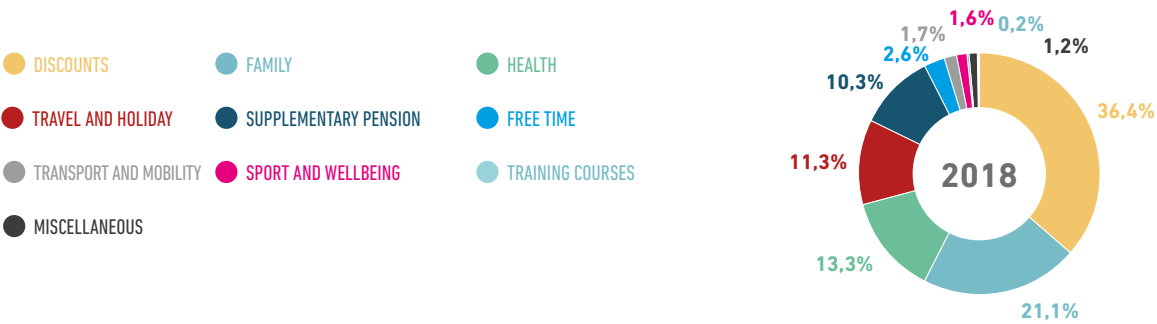 DISCOUNTS
FAMILY
HEALTH
TRAVEL AND HOLIDAY
SUPPLEMENTARY PENSION
FREE TIME
TRANSPORT AND MOBILITY
SPORT AND WELLBEING
TRAINING COURSES
MISCELLANEOUS
1,6%
0,2%
1,7%
1,2%
2,6%
10,3%
36,4%
11,3%
2018
13,3%
21,1%